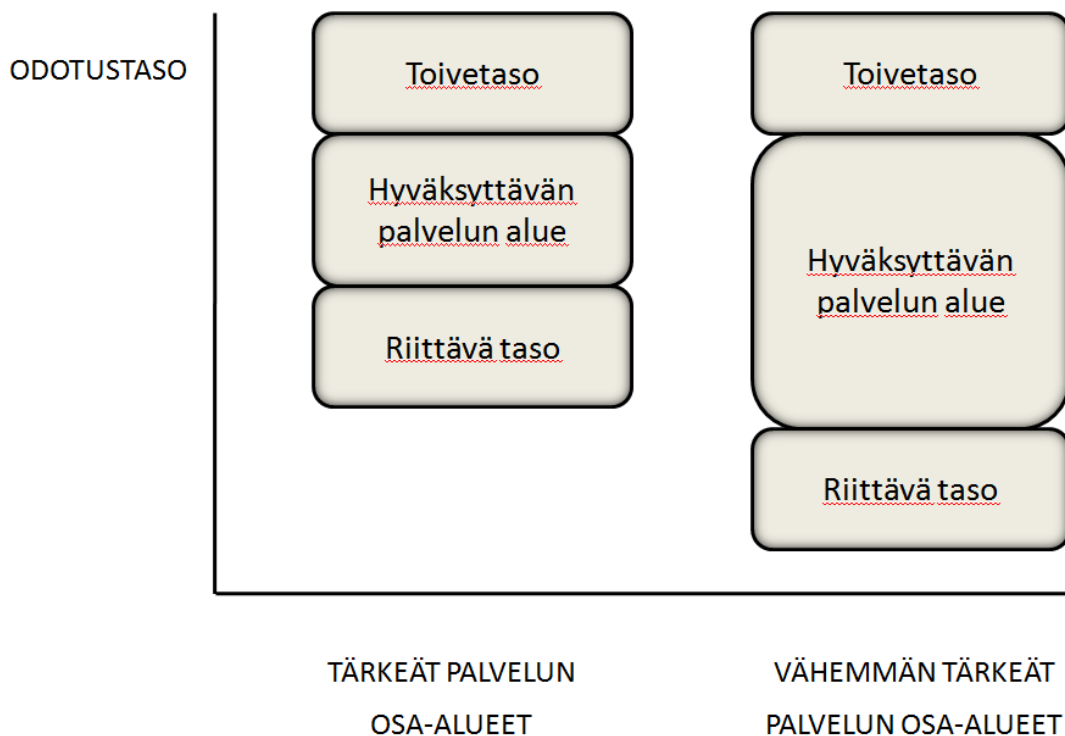 ODOTUSTASO
Toivetaso
Hyväksyttävän
palvelun alue
Riittävä taso
Toivetaso
Hyväksyttävän
palvelun alue
Riittävä taso
TÄRKEÄT PALVELUN
OSA-ALUEET
VÄHEMMÄN TÄRKEÄT
PALVELUN OSA-ALUEET